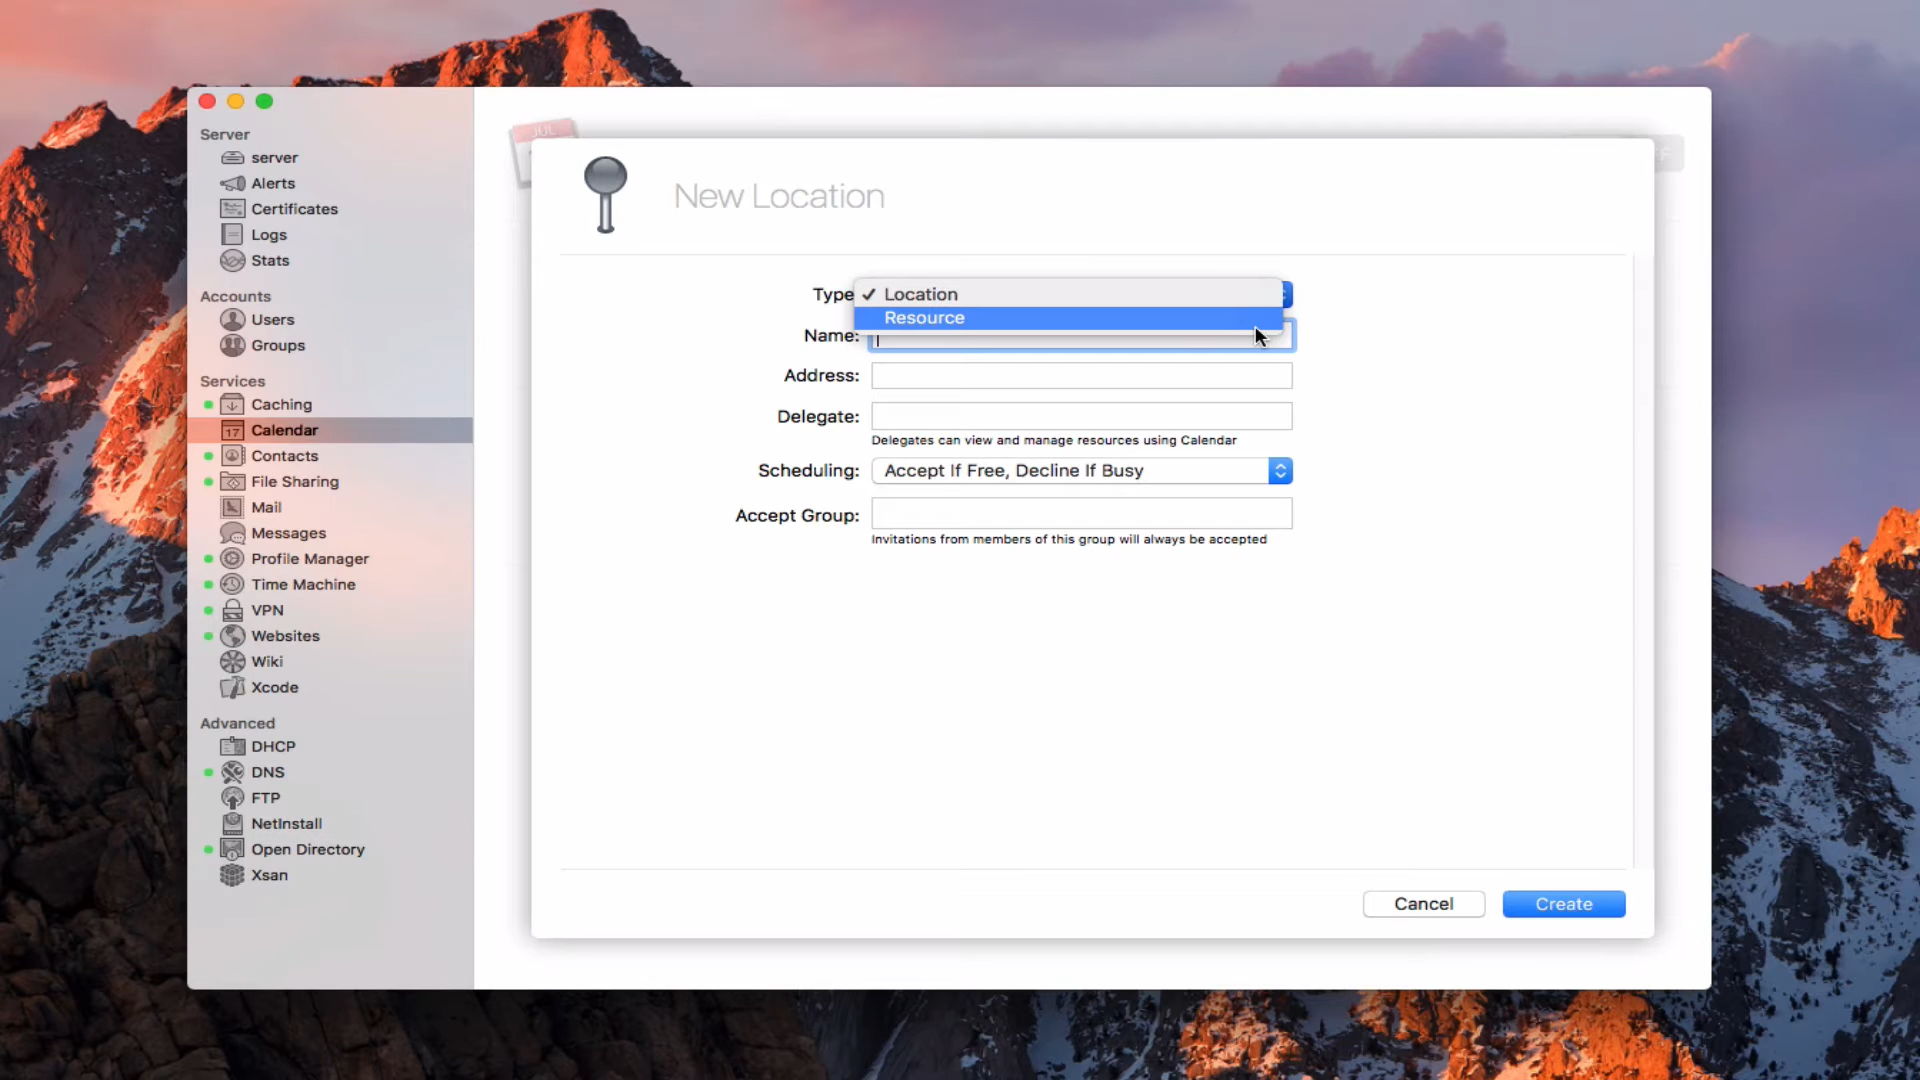 Server
server
Alerts
Certificates
Logs
Stats
Accounts
Users
Groups
Services
Caching
17 Calendar
Contacts
File Sharing
Mail
Messages
Profile Manager
Time Machine
VPN
Websites
Wiki
Xcode
Advanced
DHCP
DNS
FTP
NetInstall
Open Directory
Xsan
JUL
New Location
Type
✓ Location
Resource
Name:
Address:
Delegate:
Delegates can view and manage resources using Calendar
Scheduling: Accept If Free, Decline If Busy
Accept Group:
Invitations from members of this group will always be accepted
Cancel
Create